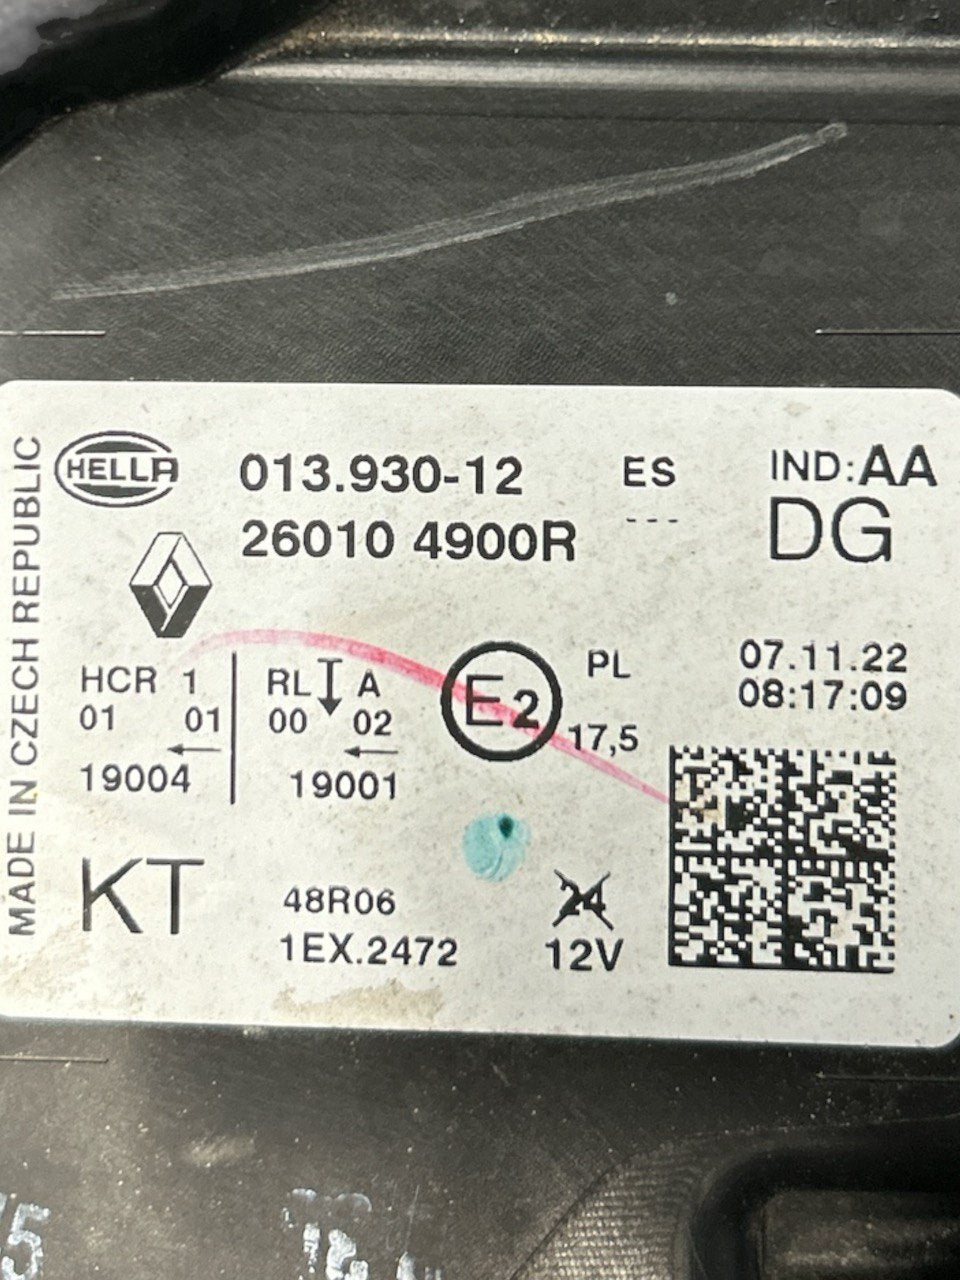 MADE IN CZECH REPUBLIC
HELLA
013.930-12
ES
IND:AA
26010 4900R
---
DG
HCR 1
01 01
19004
RL A
00 02
19001
E2
PL
17,5
07.11.22
08:17:09
KT
48R06
1EX.2472
24
12V